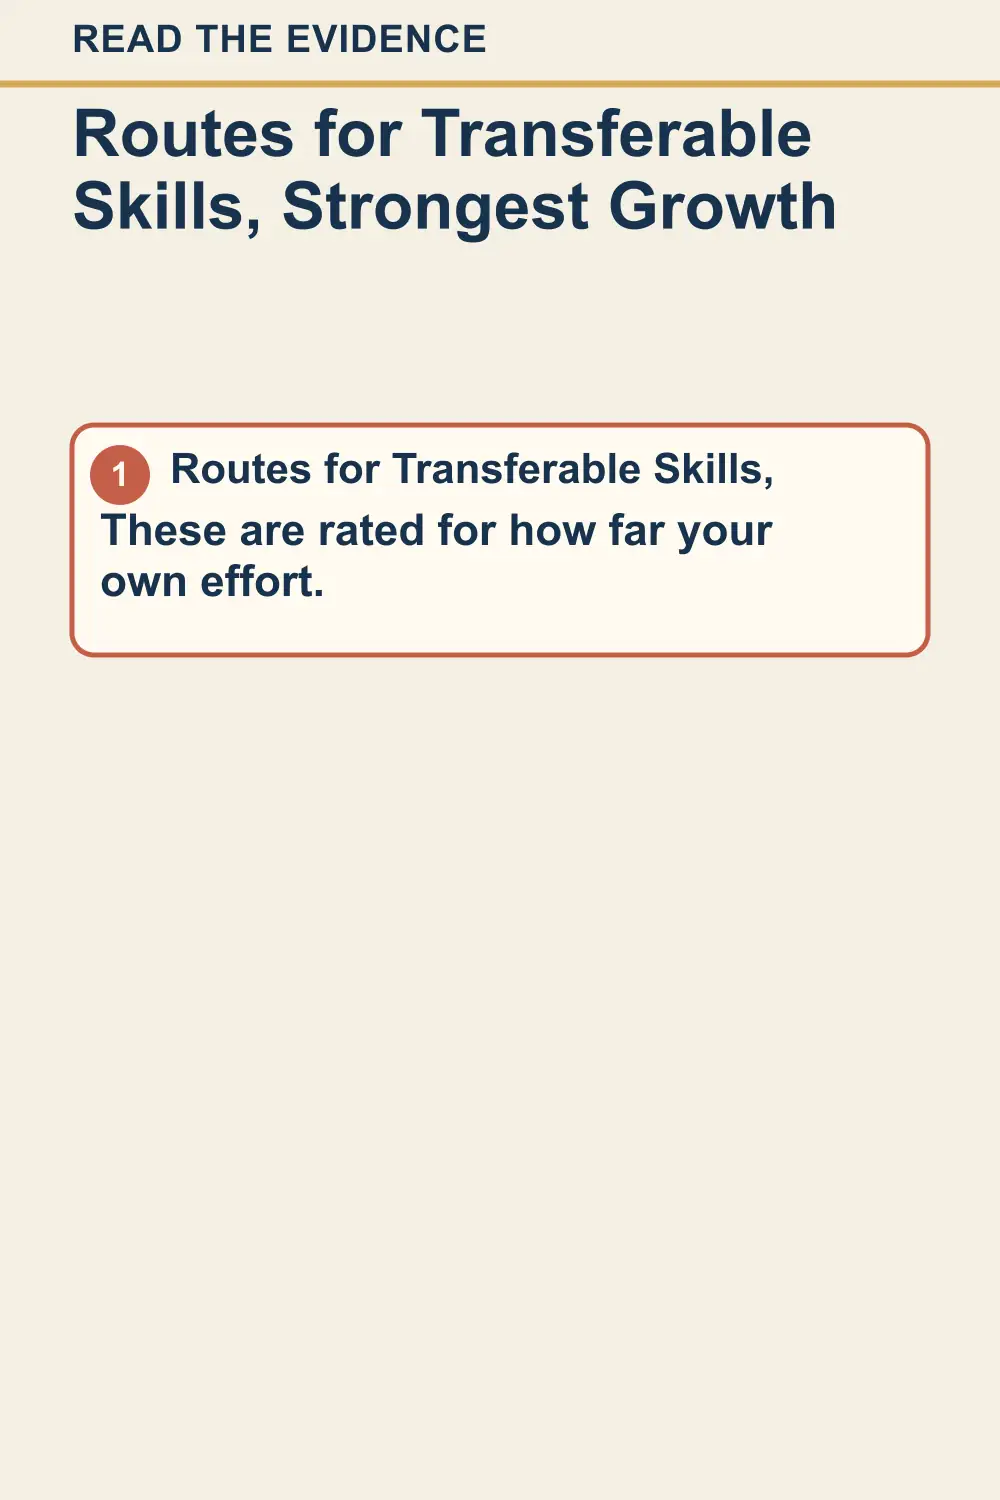 READ THE EVIDENCE
Routes for Transferable
Skills, Strongest Growth
1 Routes for Transferable Skills,
These are rated for how far your
own effort.